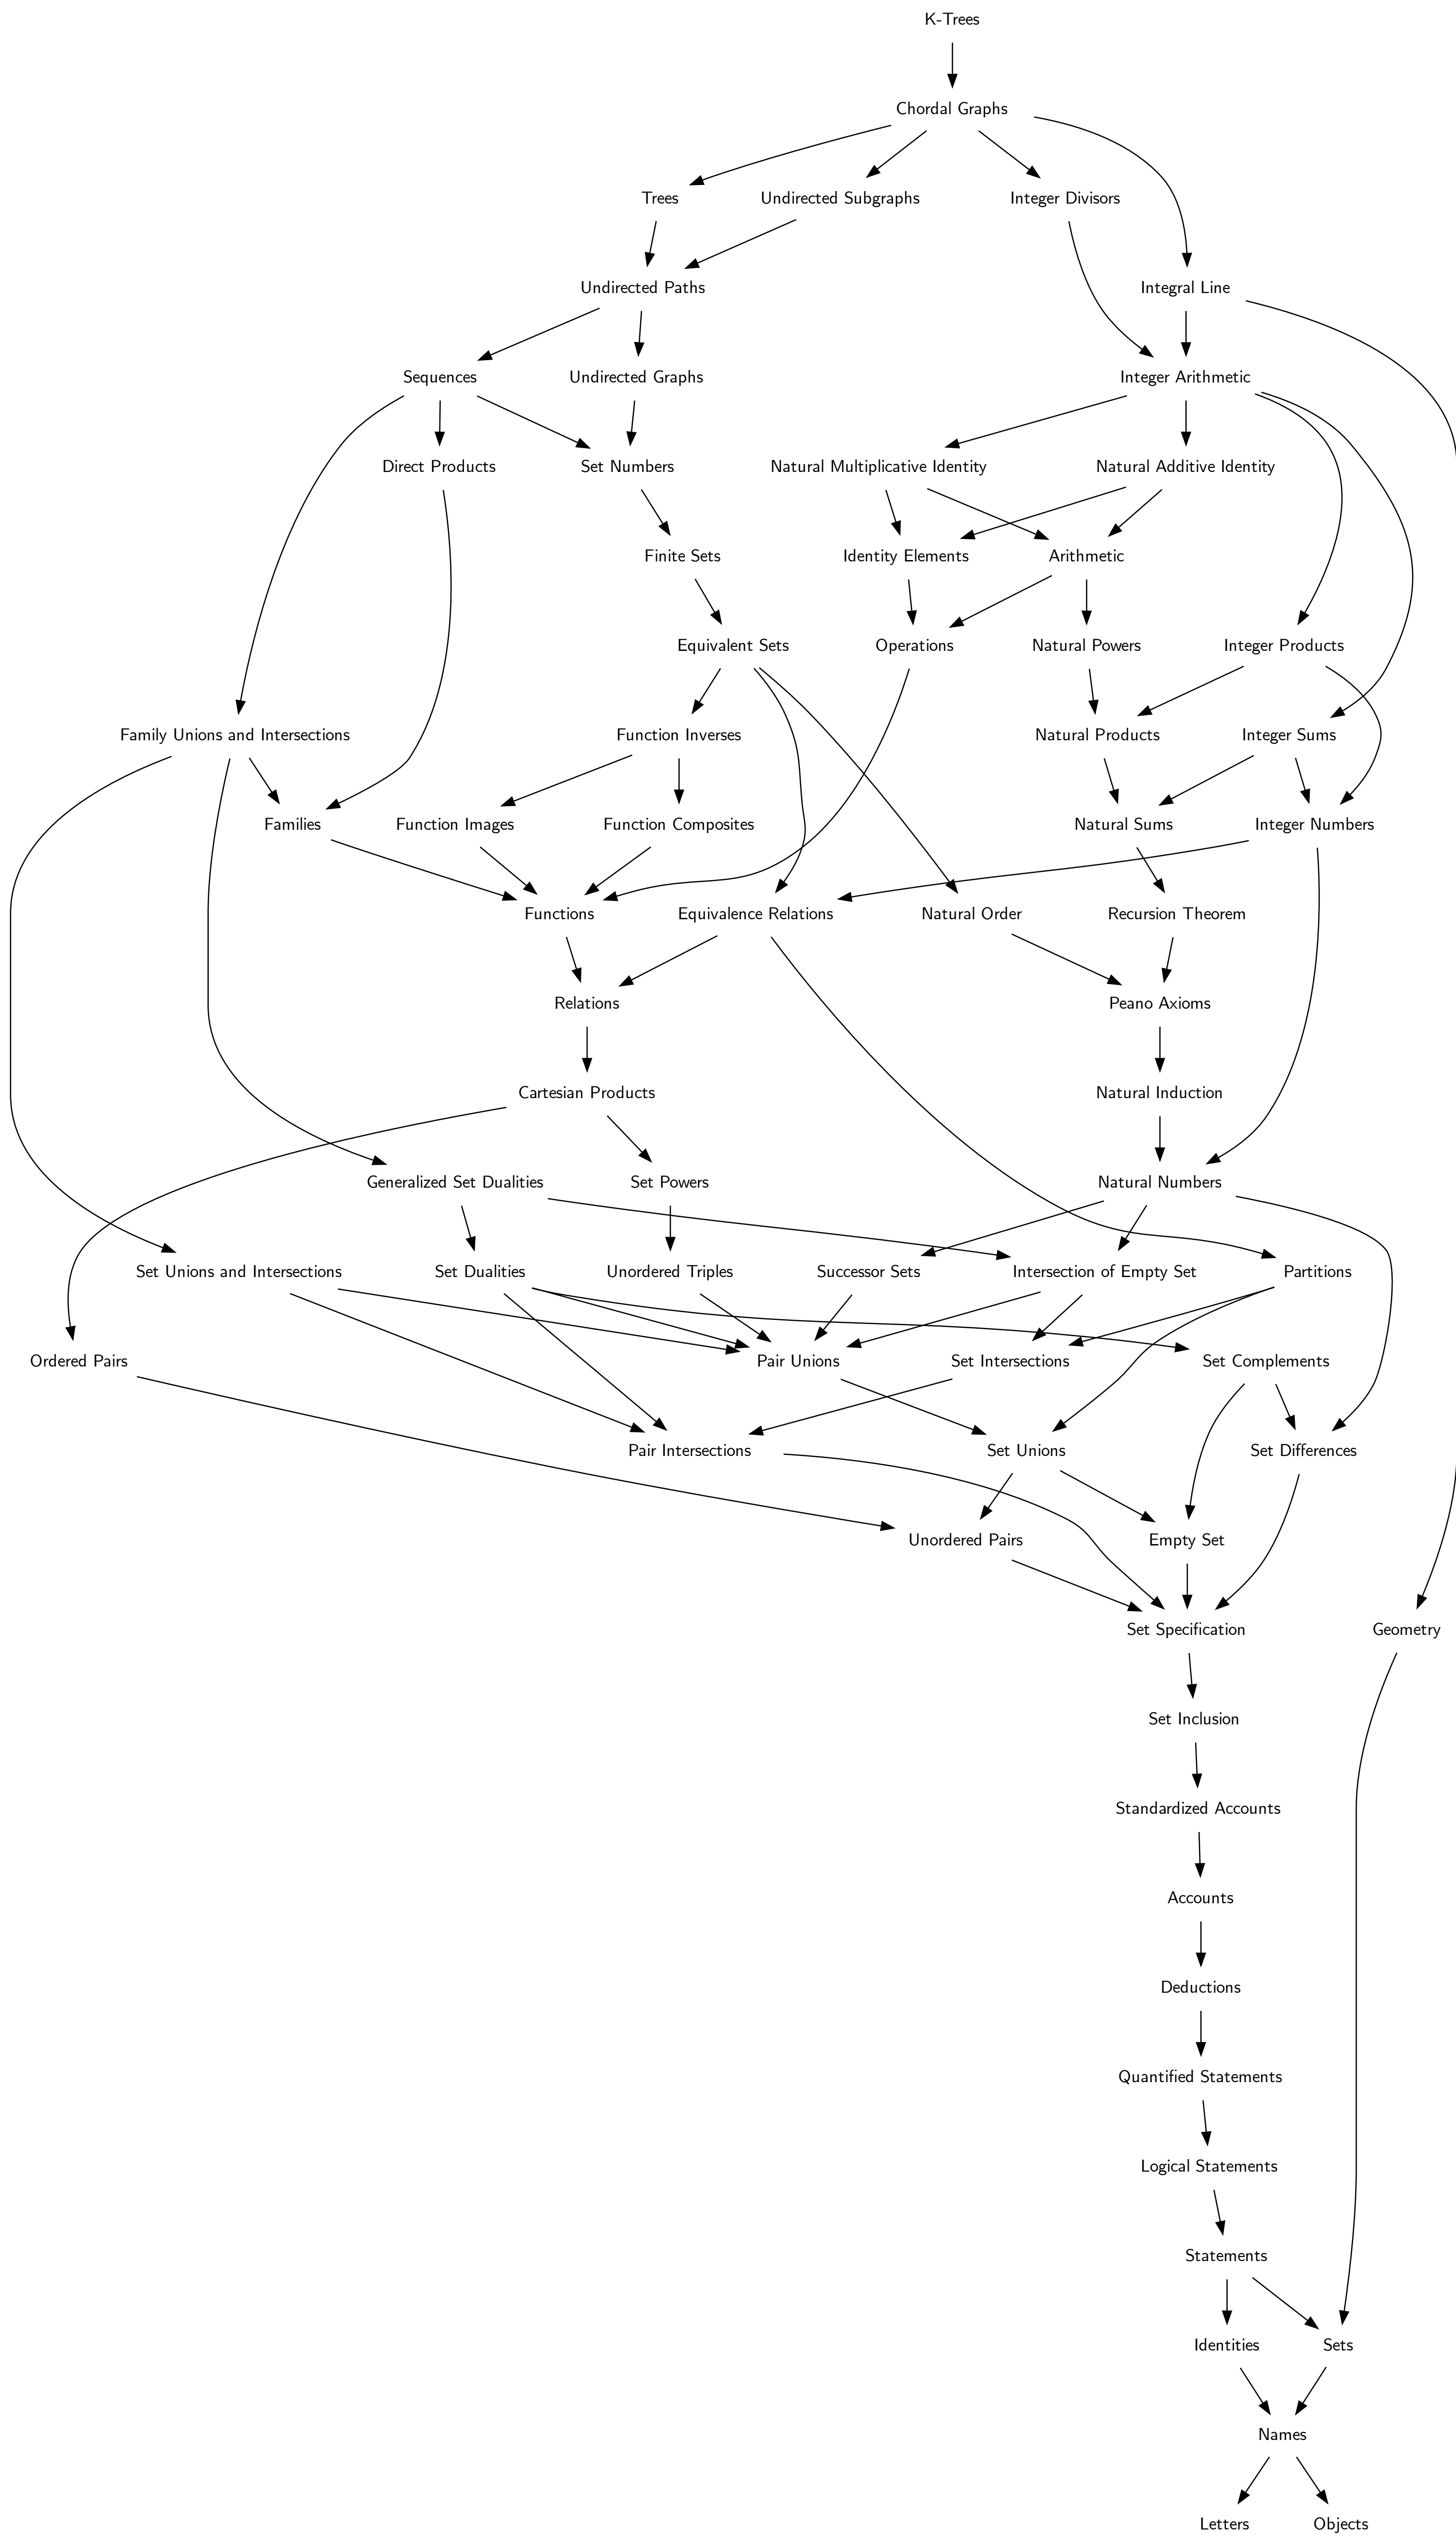 K-Trees
Chordal Graphs
Trees
Undirected Subgraphs
Integer Divisors
Undirected Paths
Integral Line
Sequences
Undirected Graphs
Integer Arithmetic
Direct Products
Set Numbers
Natural Multiplicative Identity
Natural Additive Identity
Finite Sets
Identity Elements
Arithmetic
Equivalent Sets
Operations
Natural Powers
Integer Products
Family Unions and Intersections
Function Inverses
Natural Products
Integer Sums
Families
Function Images
Function Composites
Natural Sums
Integer Numbers
Functions
Equivalence Relations
Natural Order
Recursion Theorem
Relations
Peano Axioms
Cartesian Products
Natural Induction
Generalized Set Dualities
Set Powers
Natural Numbers
Set Unions and Intersections
Set Dualities
Unordered Triples
Successor Sets
Intersection of Empty Set
Partitions
Ordered Pairs
Pair Unions
Set Intersections
Set Complements
Pair Intersections
Set Unions
Set Differences
Unordered Pairs
Empty Set
Set Specification
Geometry
Set Inclusion
Standardized Accounts
Accounts
Deductions
Quantified Statements
Logical Statements
Statements
Identities
Sets
Names
Letters
Objects